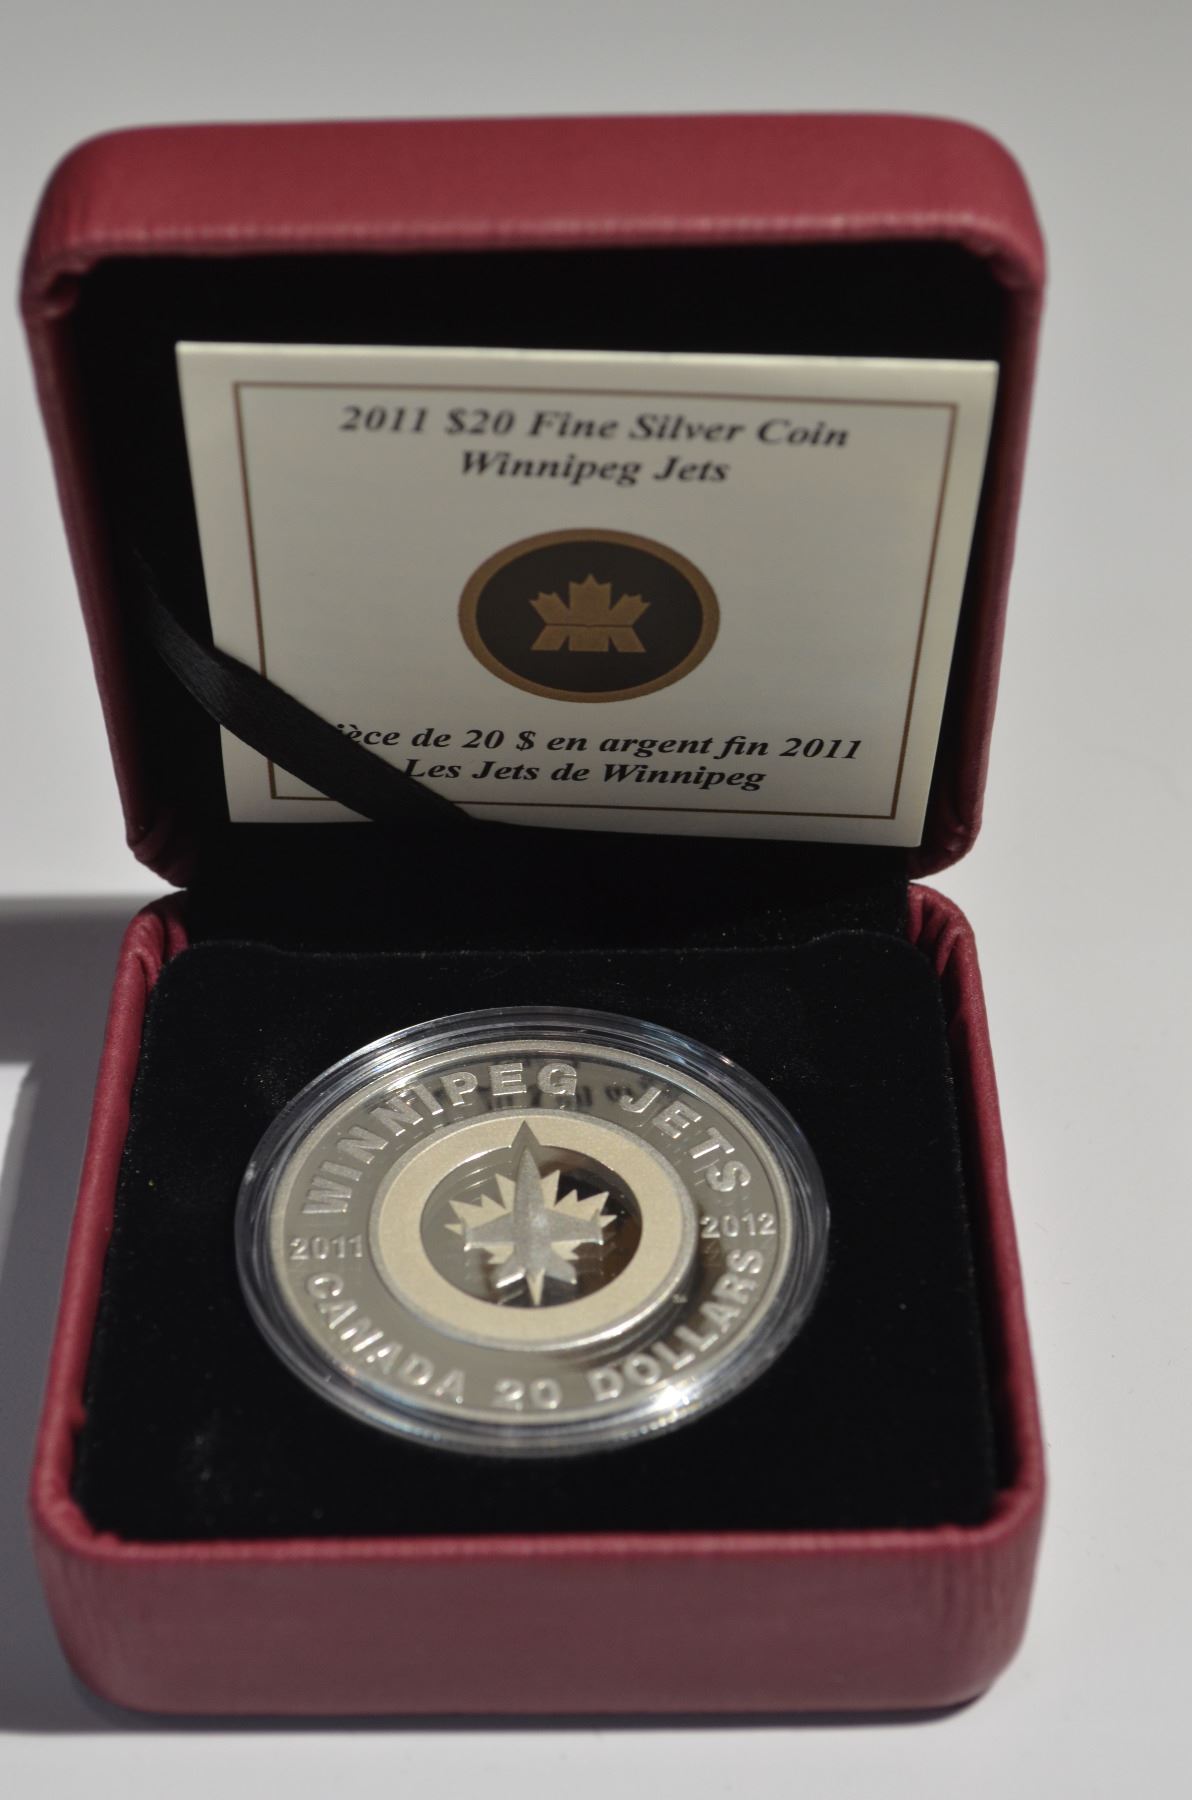 2011 $20 Fine Silver Coin
Winnipeg Jets
ièce de 20 $ en argent fin 2011
Les Jets de Winnipeg
WINNIPEG JETS
2011 2012
CANADA 20 DOLLARS